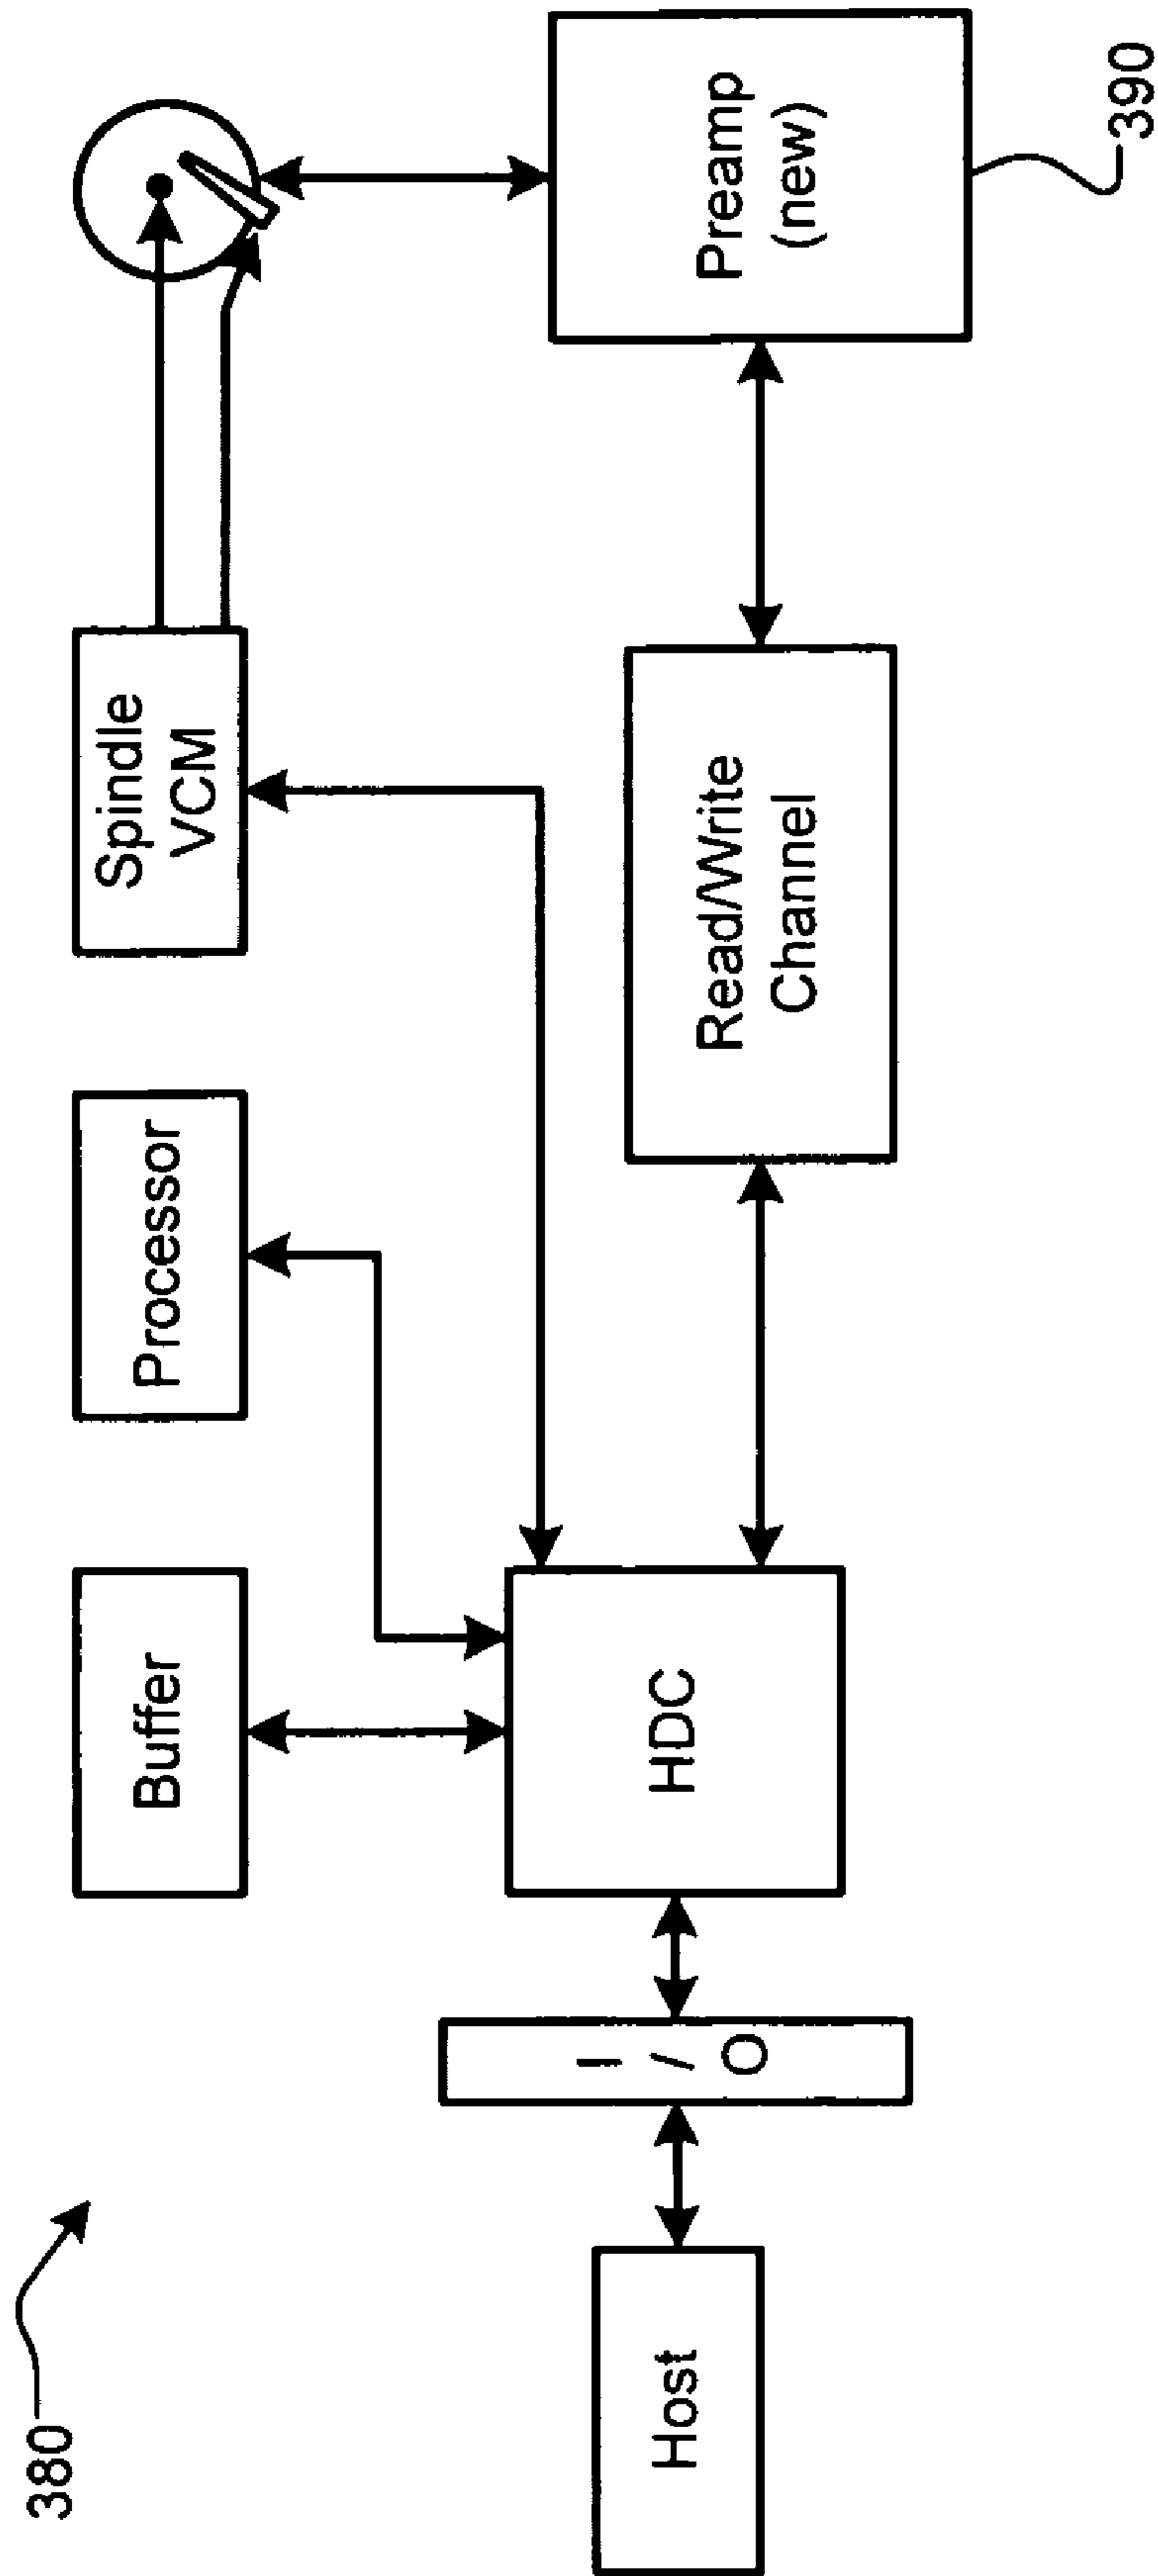 380
Buffer
Processor
Spindle
VCM
Host
I
/
O
HDC
Read/Write
Channel
Preamp
(new)
390